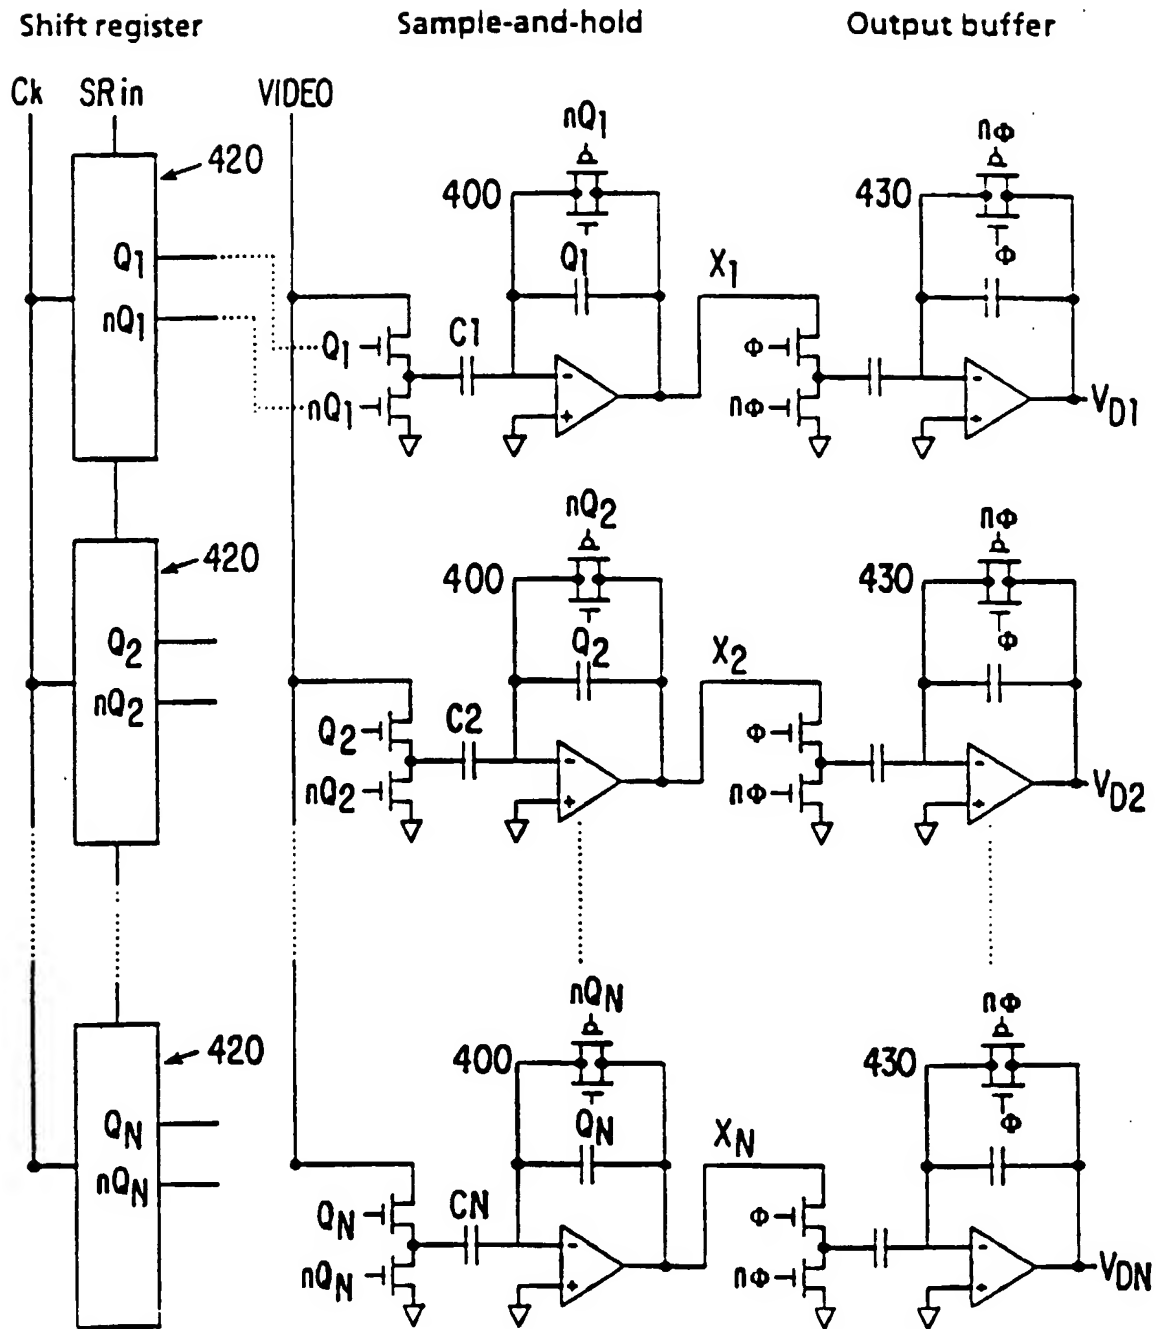 Shift register
Sample-and-hold
Output buffer
Ck
SR in
VIDEO
420
Q1
nQ1
Q1
nQ1
C1
400
nQ1
Q1
X1
Φ
nΦ
430
nΦ
Φ
VD1
420
Q2
nQ2
Q2
nQ2
C2
400
nQ2
Q2
X2
Φ
nΦ
430
nΦ
Φ
VD2
420
QN
nQN
QN
nQN
CN
400
nQN
QN
XN
Φ
nΦ
430
nΦ
Φ
VDN